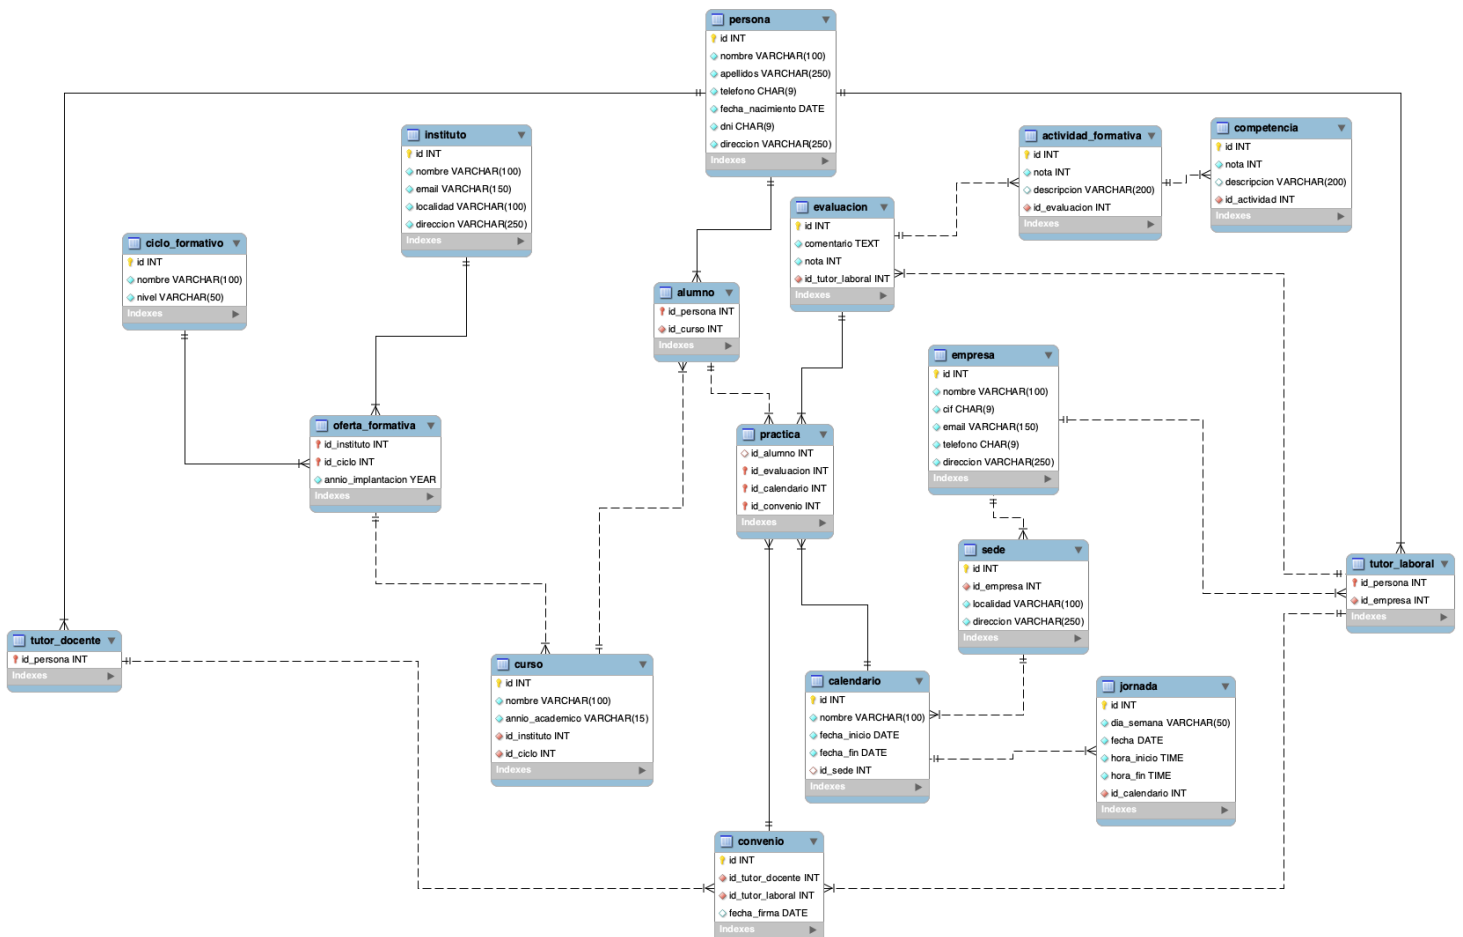 persona
id INT
nombre VARCHAR(100)
apellidos VARCHAR(250)
telefono CHAR(9)
fecha_nacimiento DATE
dni CHAR(9)
direccion VARCHAR(250)
Indexes
instituto
id INT
nombre VARCHAR(100)
email VARCHAR(150)
localidad VARCHAR(100)
direccion VARCHAR(250)
Indexes
actividad_formativa
id INT
nota INT
descripcion VARCHAR(200)
id_evaluacion INT
Indexes
competencia
id INT
nota INT
descripcion VARCHAR(200)
id_actividad INT
Indexes
ciclo_formativo
id INT
nombre VARCHAR(100)
nivel VARCHAR(50)
Indexes
evaluacion
id INT
comentario TEXT
nota INT
id_tutor_laboral INT
Indexes
alumno
id_persona INT
id_curso INT
Indexes
empresa
id INT
nombre VARCHAR(100)
cif CHAR(9)
email VARCHAR(150)
telefono CHAR(9)
direccion VARCHAR(250)
Indexes
oferta_formativa
id_instituto INT
id_ciclo INT
annio_implantacion YEAR
Indexes
practica
id_alumno INT
id_evaluacion INT
id_calendario INT
id_convenio INT
Indexes
sede
id INT
id_empresa INT
localidad VARCHAR(100)
direccion VARCHAR(250)
Indexes
tutor_laboral
id_persona INT
id_empresa INT
Indexes
tutor_docente
id_persona INT
Indexes
curso
id INT
nombre VARCHAR(100)
annio_academico VARCHAR(15)
id_instituto INT
id_ciclo INT
Indexes
calendario
id INT
nombre VARCHAR(100)
fecha_inicio DATE
fecha_fin DATE
id_sede INT
Indexes
jornada
id INT
dia_semana VARCHAR(50)
fecha DATE
hora_inicio TIME
hora_fin TIME
id_calendario INT
Indexes
convenio
id INT
id_tutor_docente INT
id_tutor_laboral INT
fecha_firma DATE
Indexes